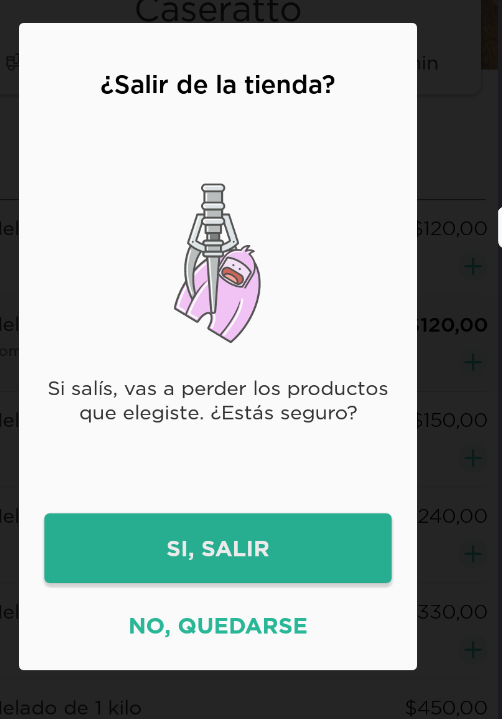 Caseratto
min
¿Salir de la tienda?
$120,00
$120,00
Si salís, vas a perder los productos
que elegiste. ¿Estás seguro?
$150,00
240,00
SI, SALIR
330,00
NO, QUEDARSE
elado de 1 kilo
$450,00